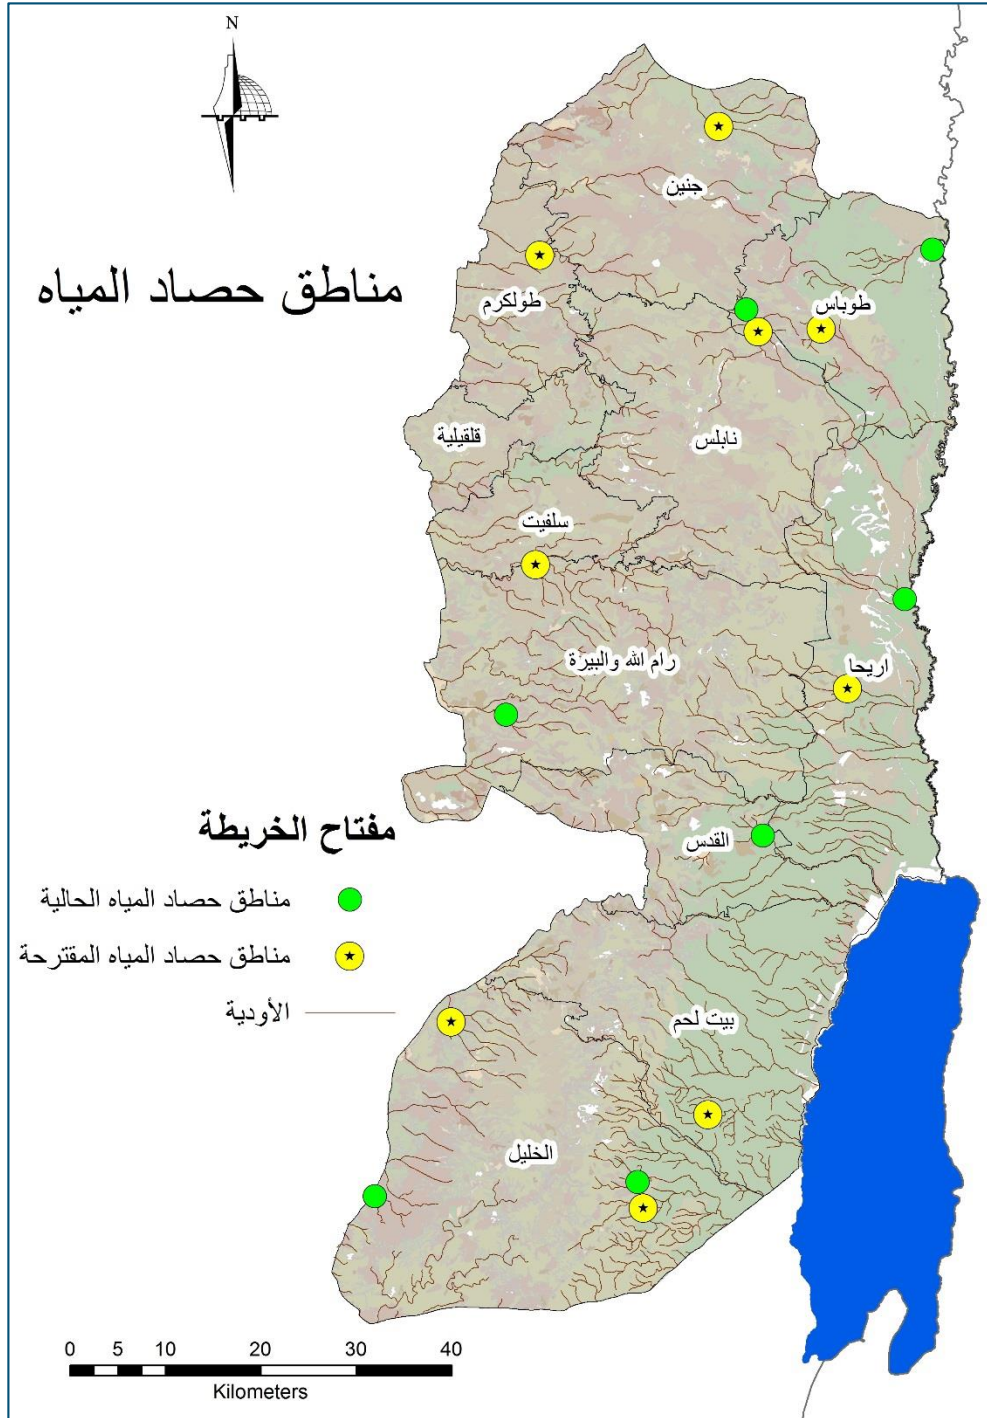 N
جنين
مناطق حصاد المياه
طولكرم
طوباس
قلقيلية
نابلس
سلفيت
رام الله والبيرة
اريحا
مفتاح الخريطة
القدس
مناطق حصاد المياه الحالية
مناطق حصاد المياه المقترحة
الأودية
بيت لحم
الخليل
0 5 10 20 30 40
Kilometers